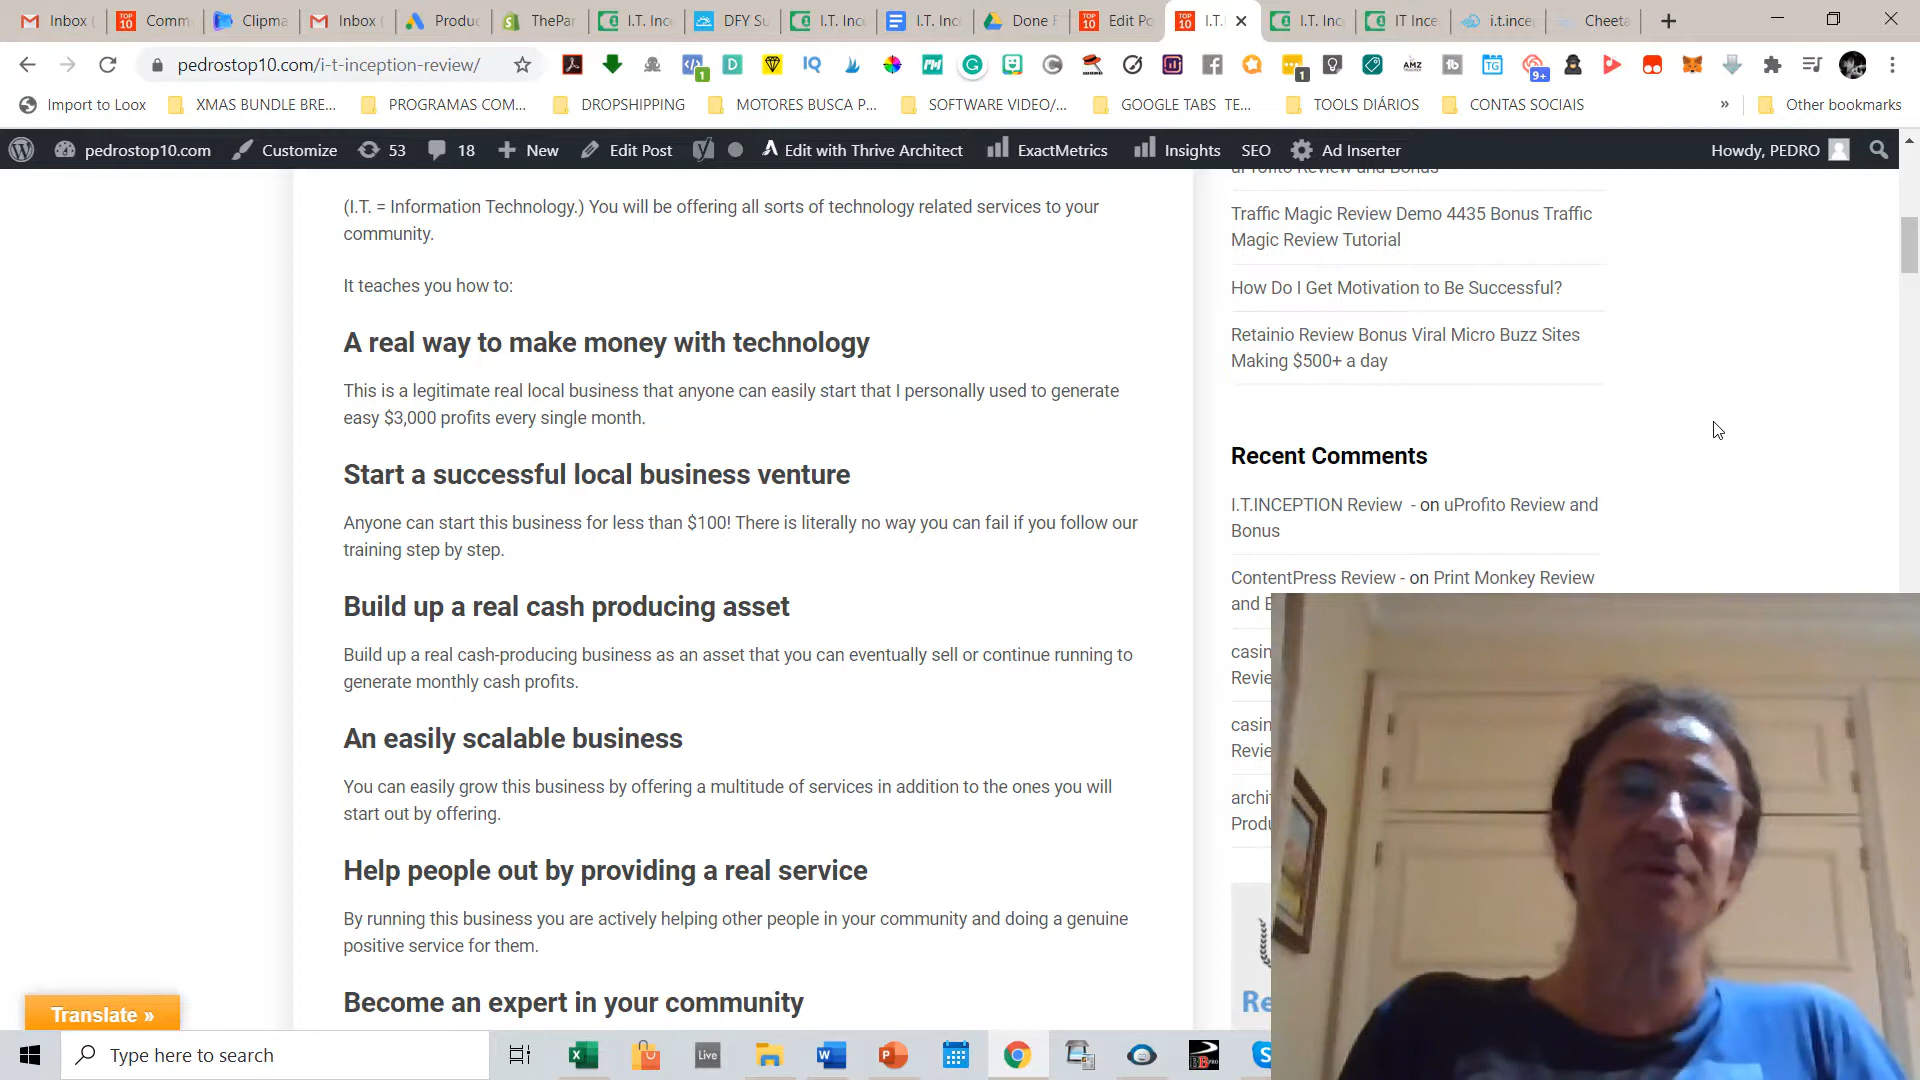 Inbox (
Comm
Clipma
Inbox (
Produ
ThePar
I.T. Ince
DFY Su
I.T. Inc
I.T. Inc
Done F
Edit Po
I.T.
I.T. Inc
IT Ince
i.t.ince
Cheeta
pedrostop10.com/i-t-inception-review/
Import to Loox
XMAS BUNDLE BRE...
PROGRAMAS COM...
DROPSHIPPING
MOTORES BUSCA P...
SOFTWARE VIDEO/...
GOOGLE TABS TE...
TOOLS DIÁRIOS
CONTAS SOCIAIS
»
Other bookmarks
pedrostop10.com
Customize
53
18
New
Edit Post
Edit with Thrive Architect
ExactMetrics
Insights
SEO
Ad Inserter
Howdy, PEDRO
(I.T. = Information Technology.) You will be offering all sorts of technology related services to your
community.
It teaches you how to:
A real way to make money with technology
This is a legitimate real local business that anyone can easily start that I personally used to generate
easy $3,000 profits every single month.
Start a successful local business venture
Anyone can start this business for less than $100! There is literally no way you can fail if you follow our
training step by step.
Build up a real cash producing asset
Build up a real cash-producing business as an asset that you can eventually sell or continue running to
generate monthly cash profits.
An easily scalable business
You can easily grow this business by offering a multitude of services in addition to the ones you will
start out by offering.
Help people out by providing a real service
By running this business you are actively helping other people in your community and doing a genuine
positive service for them.
Become an expert in your community
uProfito Review and Bonus
Traffic Magic Review Demo 4435 Bonus Traffic
Magic Review Tutorial
How Do I Get Motivation to Be Successful?
Retainio Review Bonus Viral Micro Buzz Sites
Making $500+ a day
Recent Comments
I.T.INCEPTION Review - on uProfito Review and
Bonus
ContentPress Review - on Print Monkey Review
and
casin
Revie
casin
Revie
archi
Produ
Re
Translate »
Type here to search
Live